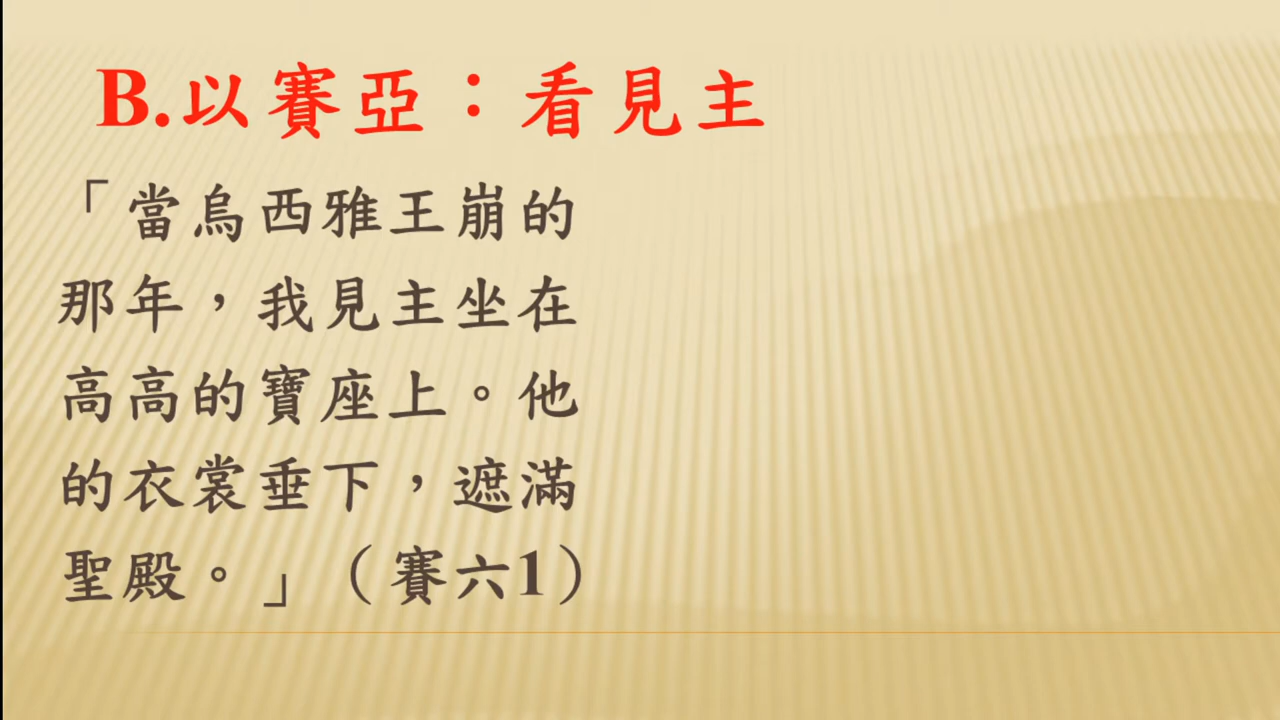 B.以賽亞：看見主
「當烏西雅王崩的
那年，我見主坐在
高高的寶座上。他
的衣裳垂下，遮滿
聖殿。」（賽六1）